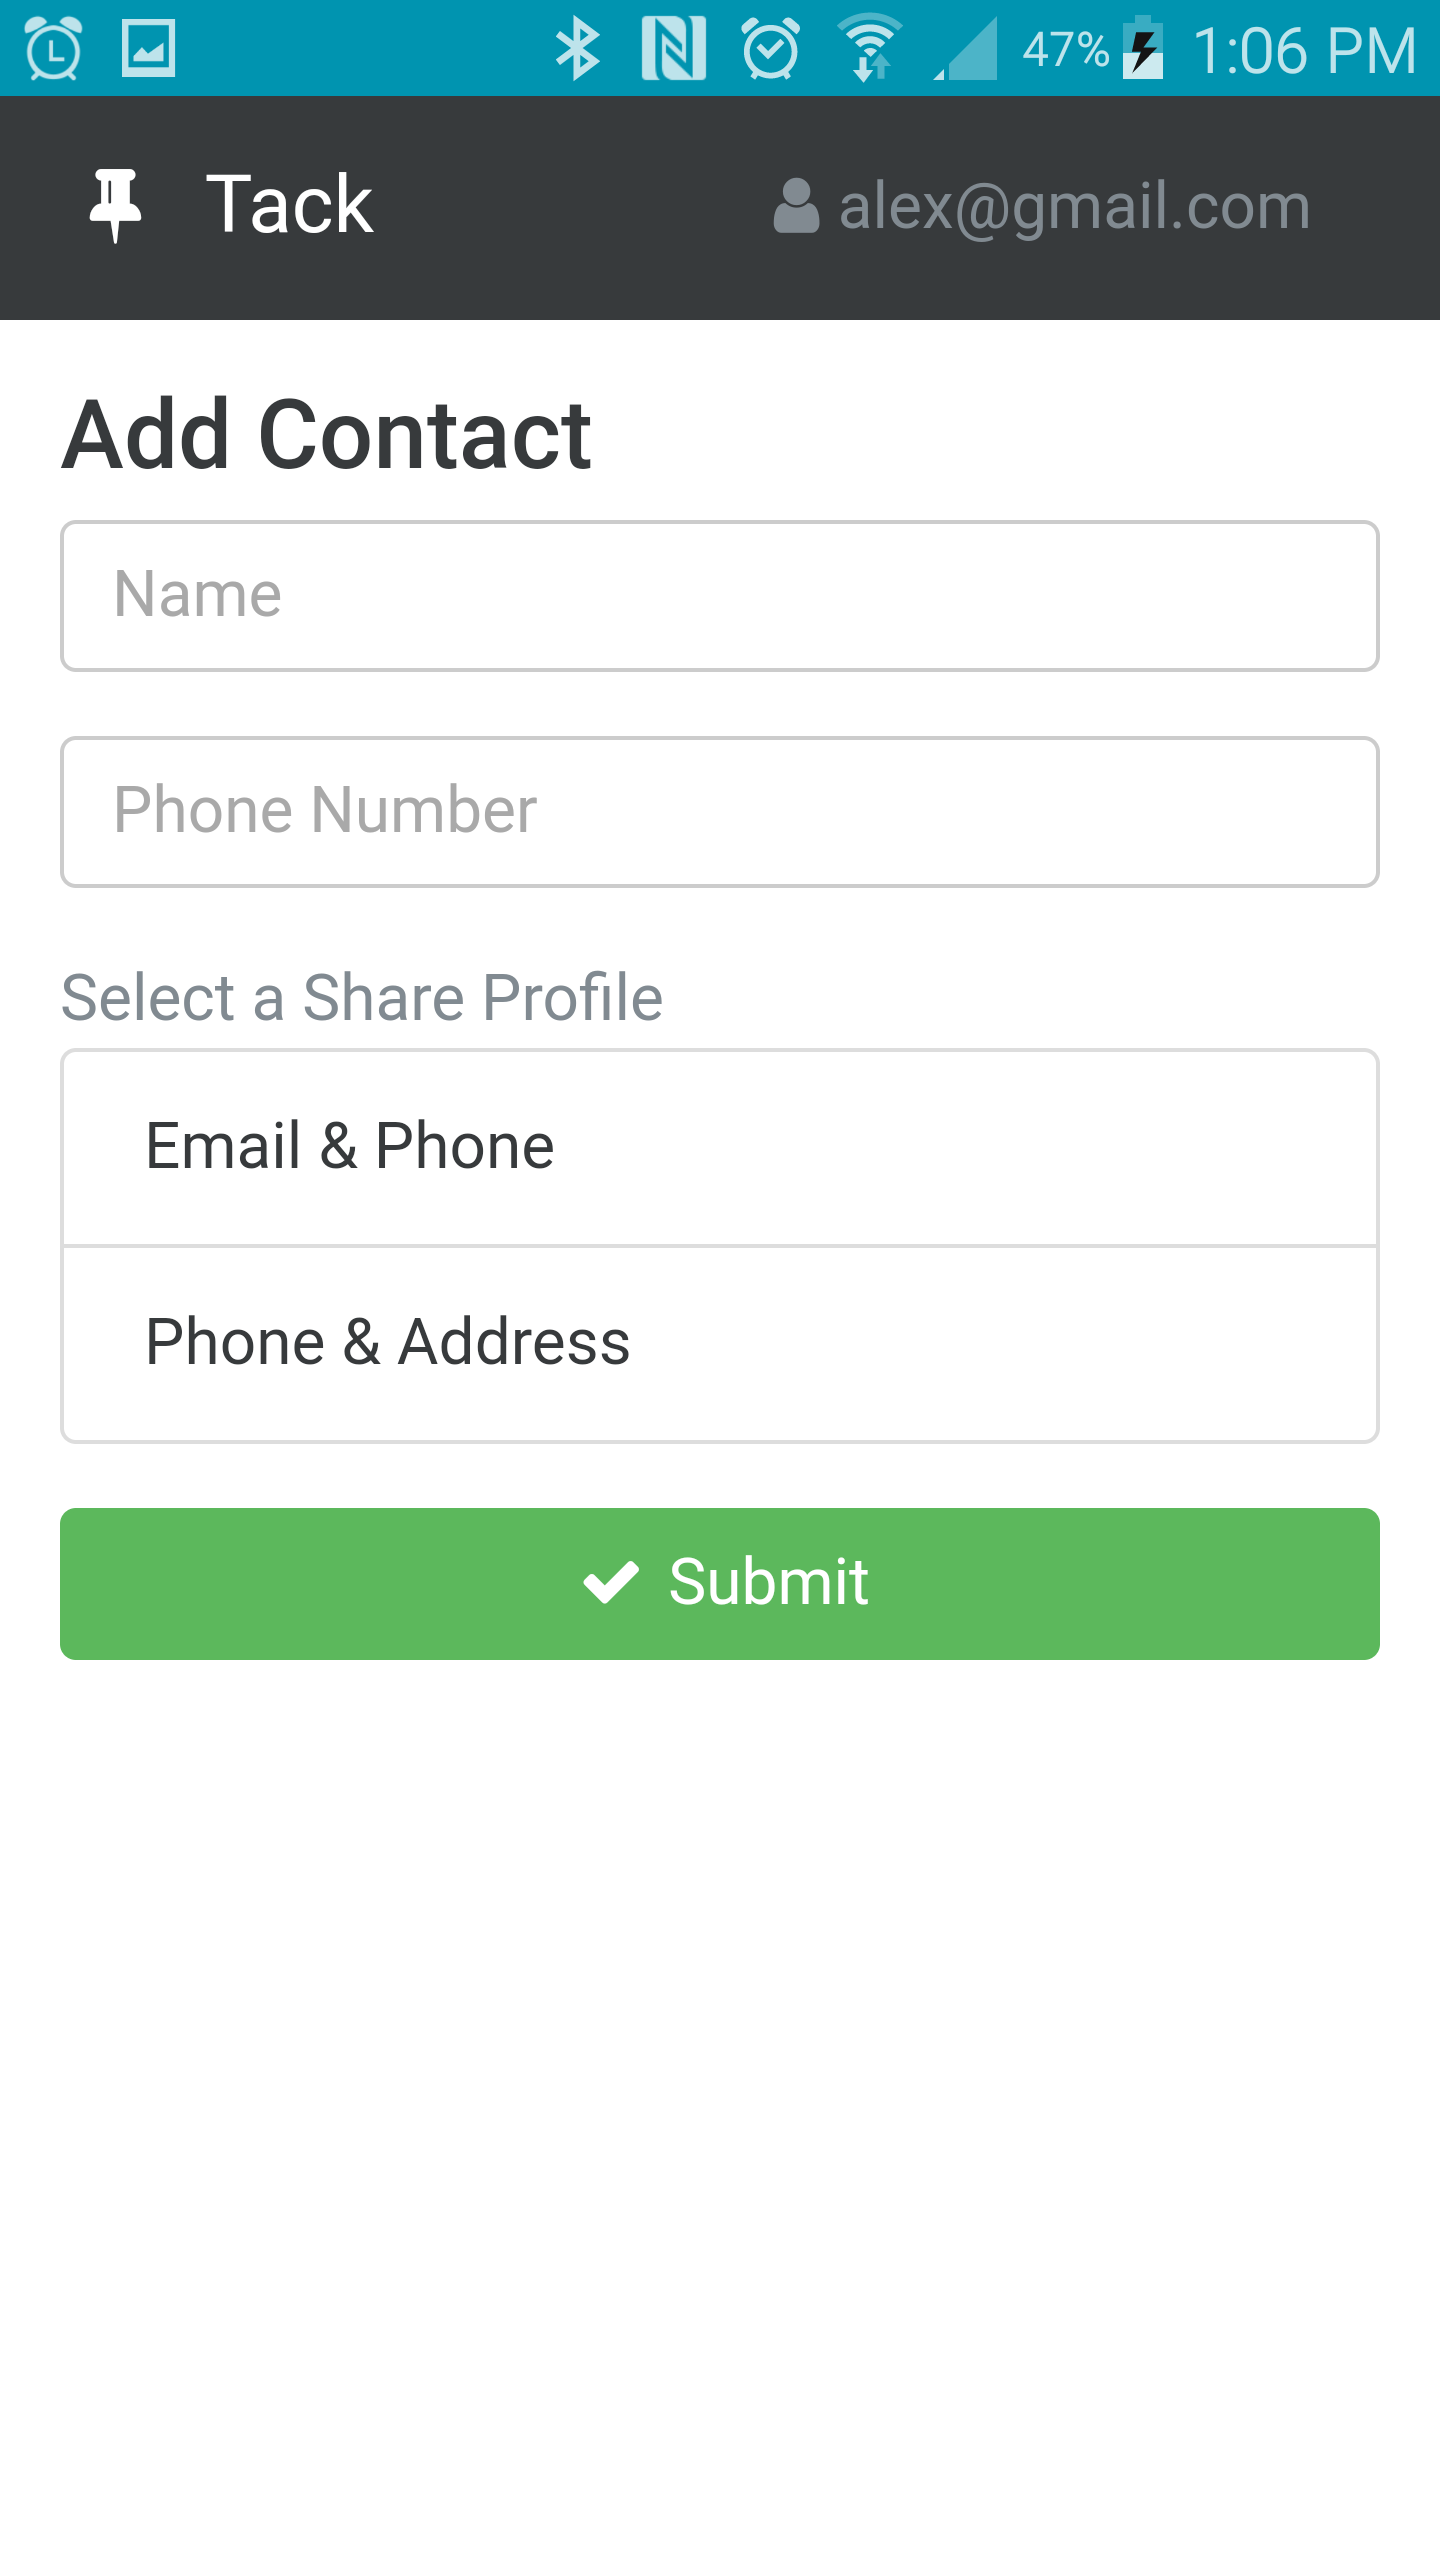 47% 1:06 PM
Tack alex@gmail.com
Add Contact
Name
Phone Number
Select a Share Profile
Email & Phone
Phone & Address
Submit